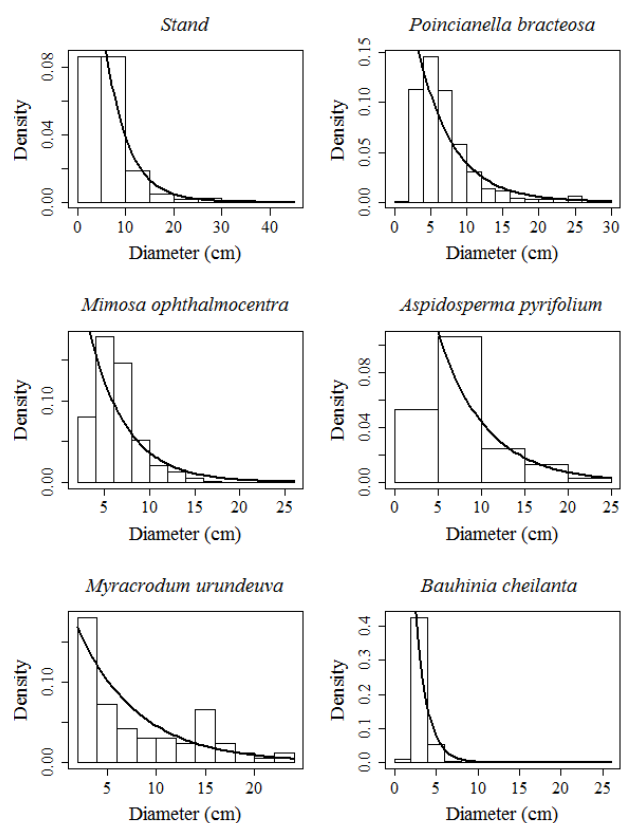 Stand
Density
0.00 0.04 0.08
0 10 20 30 40
Diameter (cm)
Poincianella bracteosa
Density
0.00 0.05 0.10 0.15
0 5 10 15 20 25 30
Diameter (cm)
Mimosa ophthalmocentra
Density
0.00 0.10
5 10 15 20 25
Diameter (cm)
Aspidosperma pyrifolium
Density
0.00 0.04 0.08
0 5 10 15 20 25
Diameter (cm)
Myracrodum urundeuva
Density
0.00 0.10
5 10 15 20
Diameter (cm)
Bauhinia cheilanta
Density
0.0 0.1 0.2 0.3 0.4
0 5 10 15 20 25
Diameter (cm)